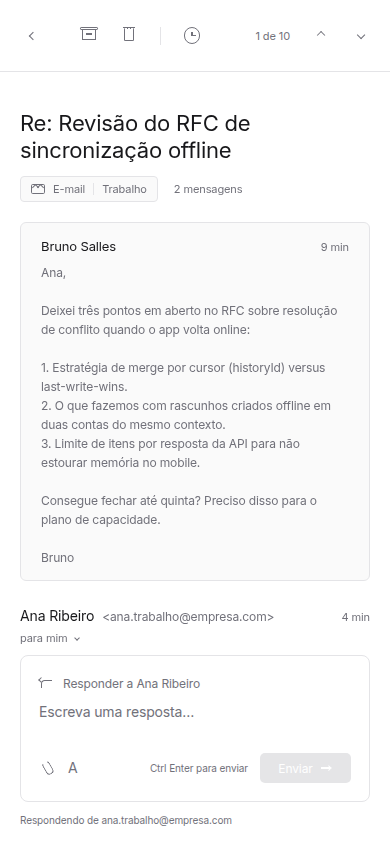 1 de 10
Re: Revisão do RFC de
sincronização offline
E-mail Trabalho 2 mensagens
Bruno Salles 9 min
Ana,
Deixei três pontos em aberto no RFC sobre resolução
de conflito quando o app volta online:
1. Estratégia de merge por cursor (historyId) versus
last-write-wins.
2. O que fazemos com rascunhos criados offline em
duas contas do mesmo contexto.
3. Limite de itens por resposta da API para não
estourar memória no mobile.
Consegue fechar até quinta? Preciso disso para o
plano de capacidade.
Bruno
Ana Ribeiro <ana.trabalho@empresa.com> 4 min
para mim
Responder a Ana Ribeiro
Escreva uma resposta...
A Ctrl Enter para enviar Enviar
Respondendo de ana.trabalho@empresa.com